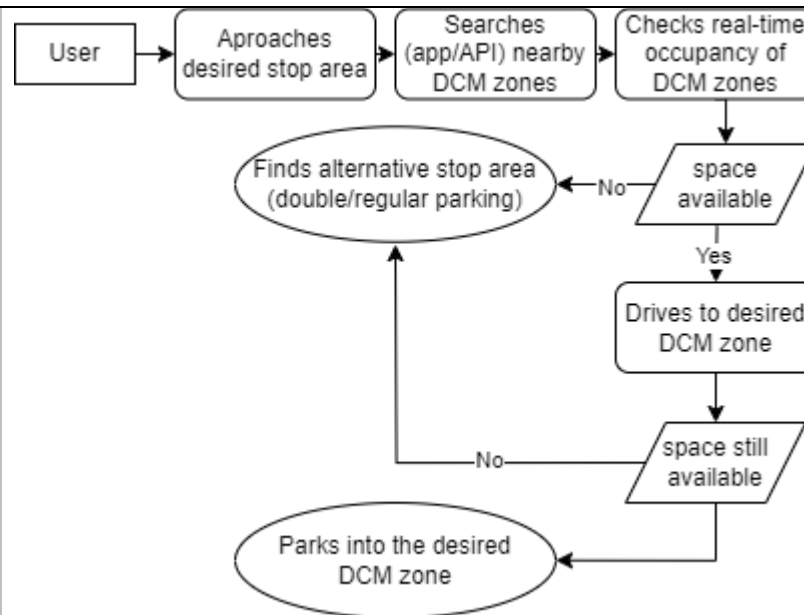 User
Aproaches
desired stop area
Searches
(app/API) nearby
DCM zones
Checks real-time
occupancy of
DCM zones
space
available
No
Finds alternative stop area
(double/regular parking)
Yes
Drives to desired
DCM zone
space still
available
No
Parks into the desired
DCM zone